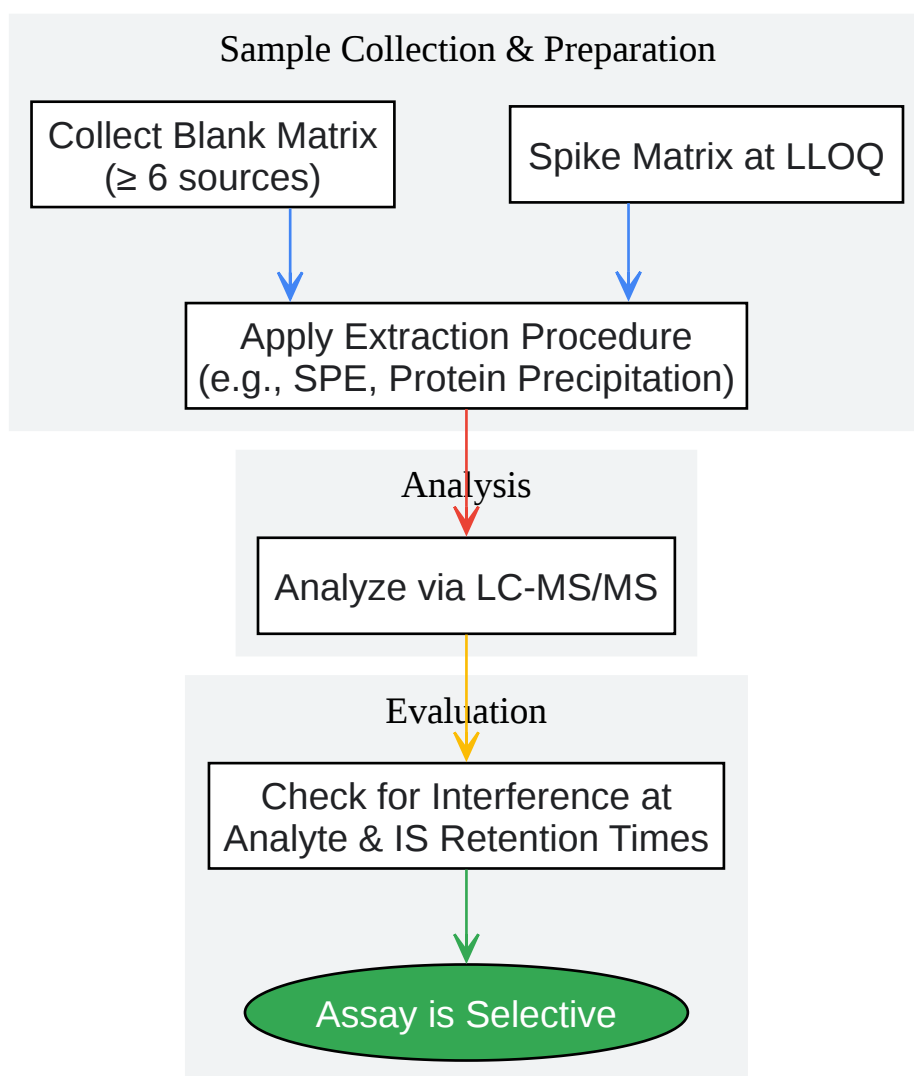 Sample Collection & Preparation
Collect Blank Matrix
(≥ 6 sources)
Spike Matrix at LLOQ
Apply Extraction Procedure
(e.g., SPE, Protein Precipitation)
Analysis
Analyze via LC-MS/MS
Evaluation
Check for Interference at
Analyte & IS Retention Times
Assay is Selective